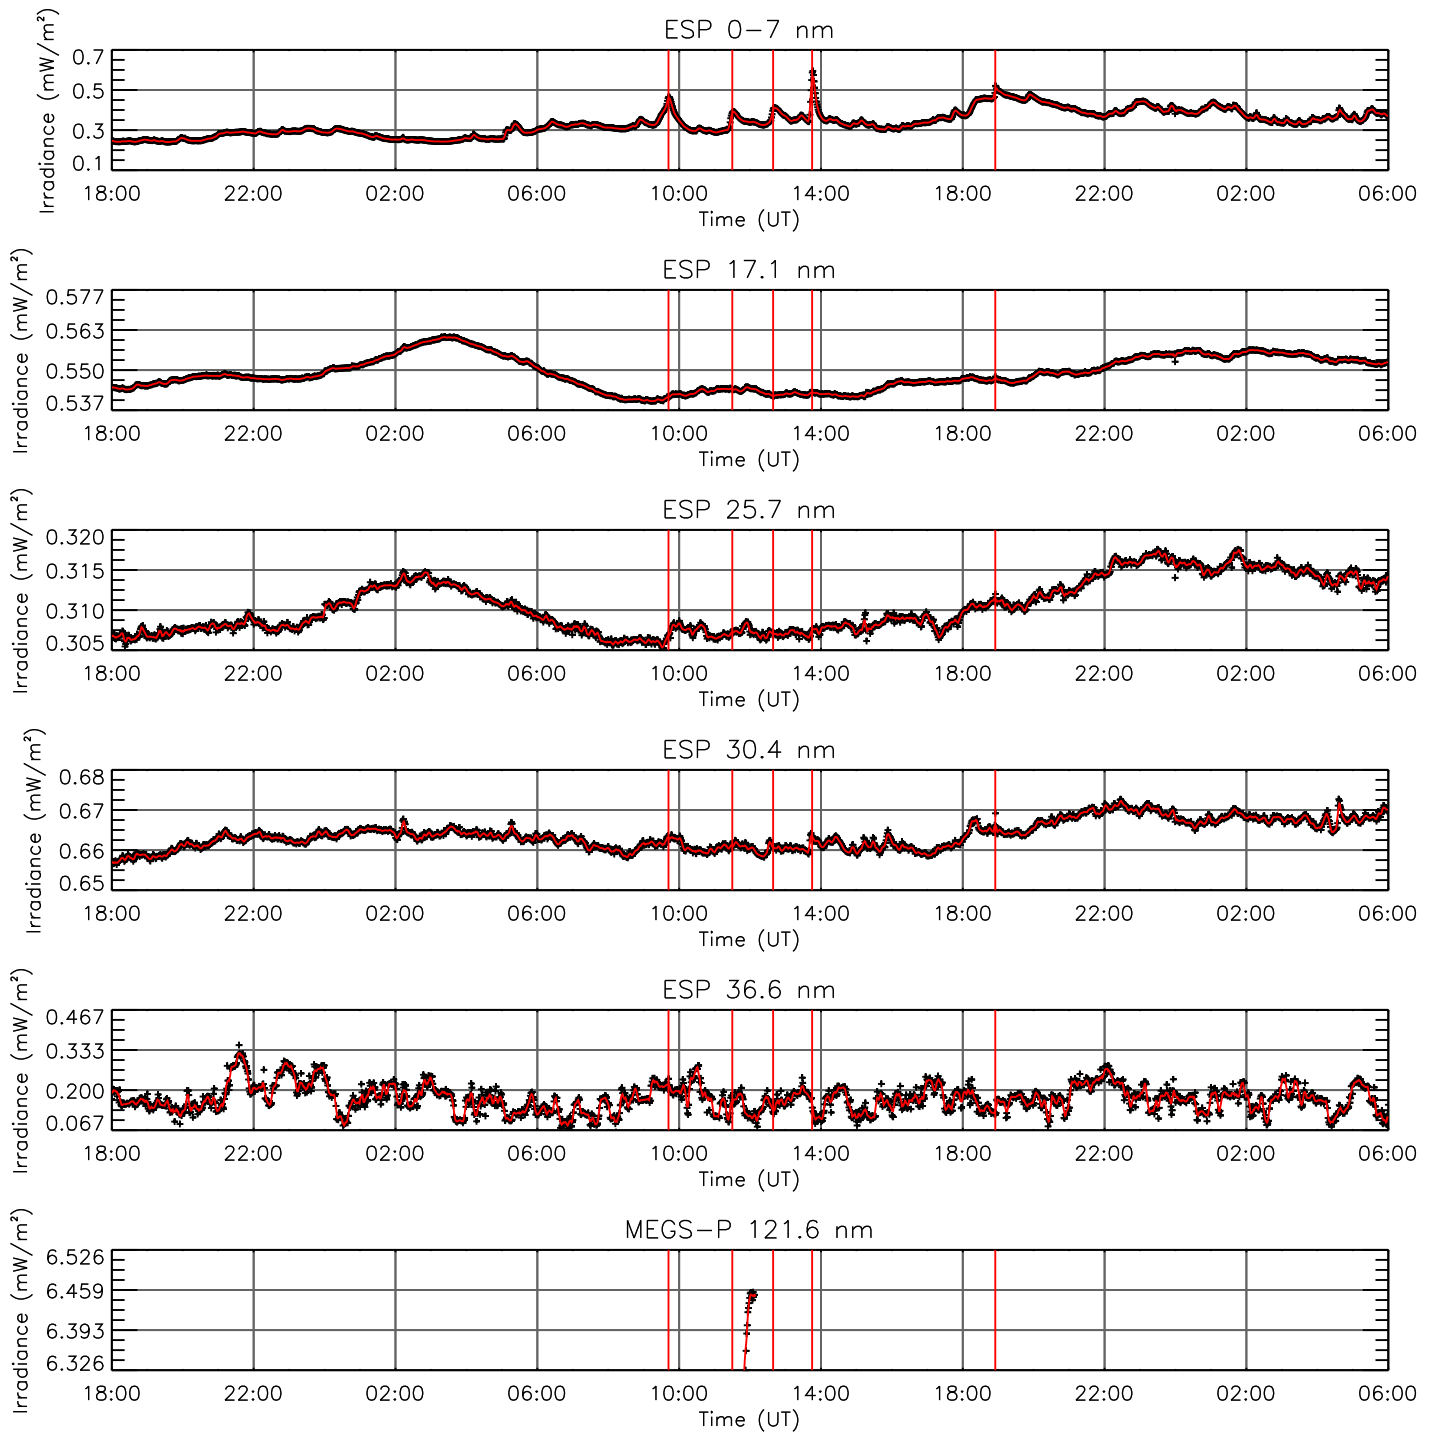 ESP 0-7 nm
Irradiance (mW/m²)
0.7
0.5
0.3
0.1
18:00 22:00 02:00 06:00 10:00 14:00 18:00 22:00 02:00 06:00
Time (UT)
ESP 17.1 nm
Irradiance (mW/m²)
0.577
0.563
0.550
0.537
18:00 22:00 02:00 06:00 10:00 14:00 18:00 22:00 02:00 06:00
Time (UT)
ESP 25.7 nm
Irradiance (mW/m²)
0.320
0.315
0.310
0.305
18:00 22:00 02:00 06:00 10:00 14:00 18:00 22:00 02:00 06:00
Time (UT)
ESP 30.4 nm
Irradiance (mW/m²)
0.68
0.67
0.66
0.65
18:00 22:00 02:00 06:00 10:00 14:00 18:00 22:00 02:00 06:00
Time (UT)
ESP 36.6 nm
Irradiance (mW/m²)
0.467
0.333
0.200
0.067
18:00 22:00 02:00 06:00 10:00 14:00 18:00 22:00 02:00 06:00
Time (UT)
MEGS-P 121.6 nm
Irradiance (mW/m²)
6.526
6.459
6.393
6.326
18:00 22:00 02:00 06:00 10:00 14:00 18:00 22:00 02:00 06:00
Time (UT)